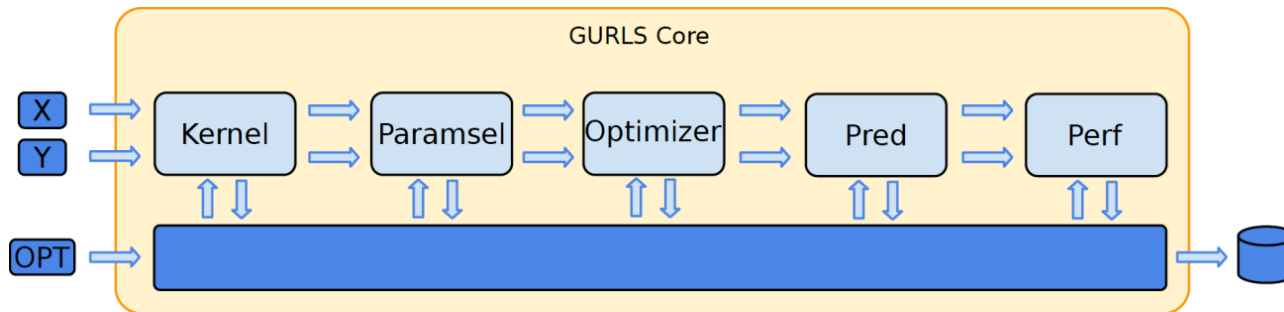 GURLS Core
X
Y
Kernel
Paramsel
Optimizer
Pred
Perf
OPT